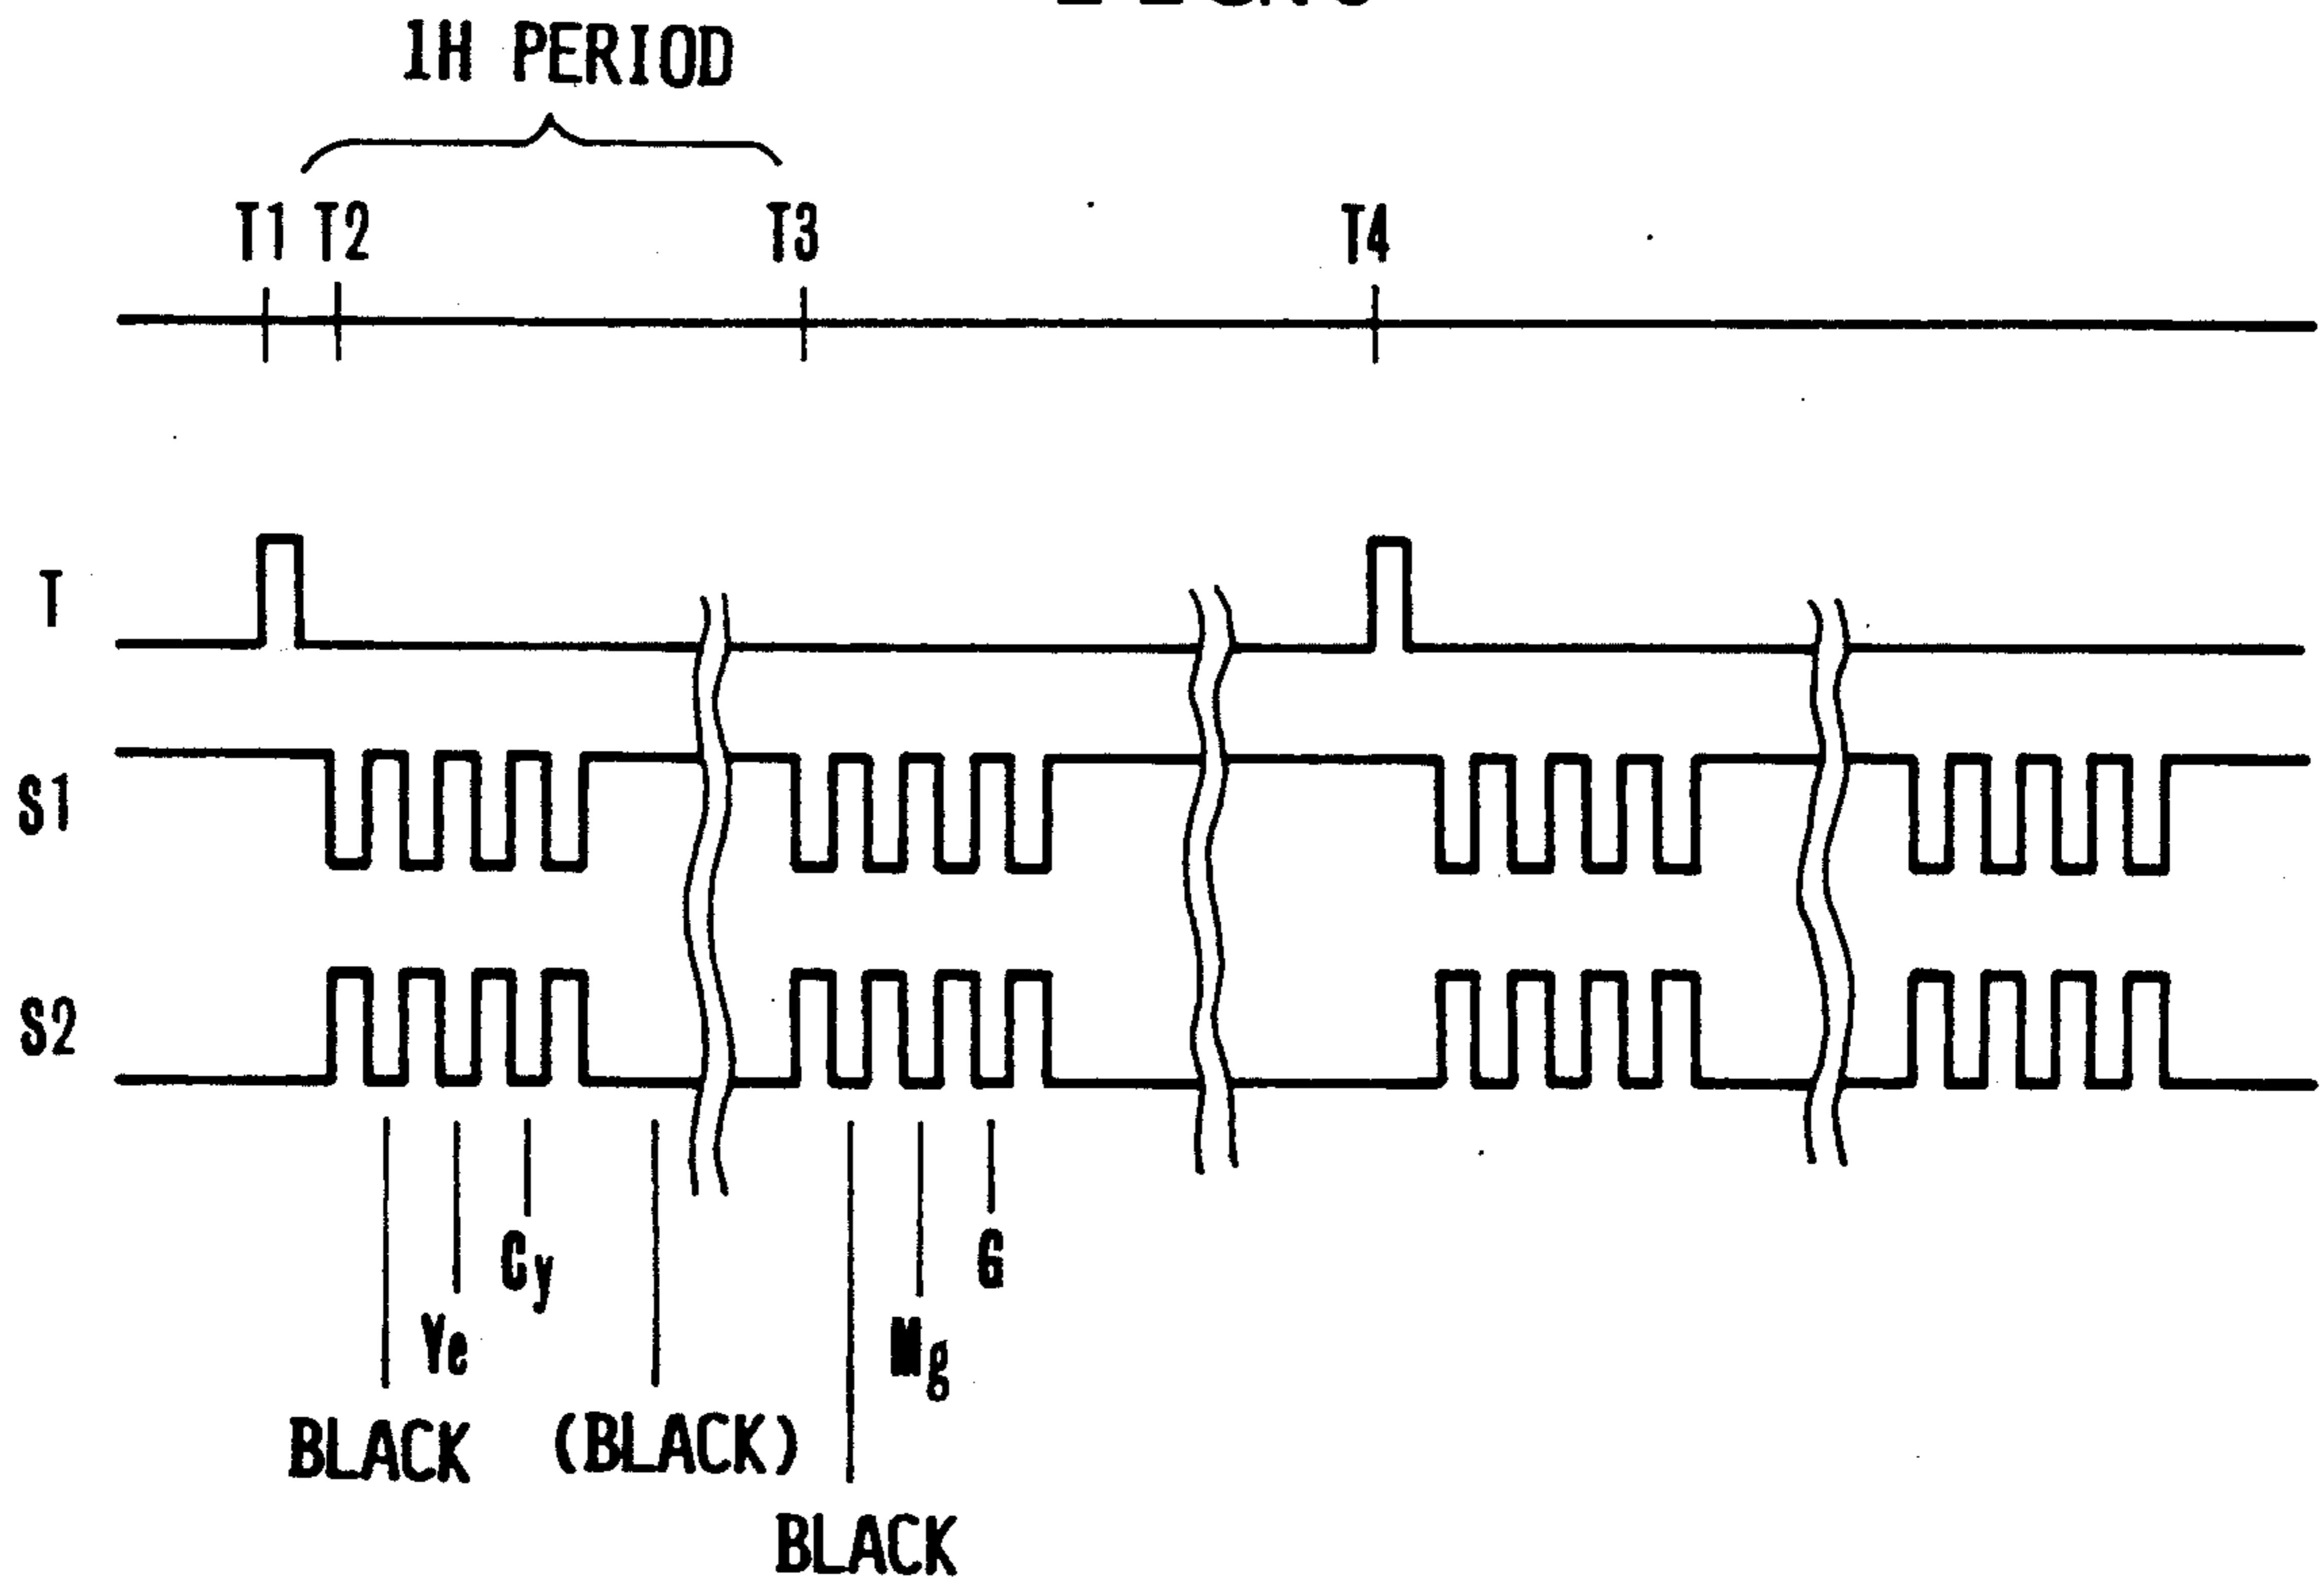 1H PERIOD
T1 T2 T3 T4
T
S1
S2
Cy G
Ye Mg
BLACK (BLACK)
BLACK